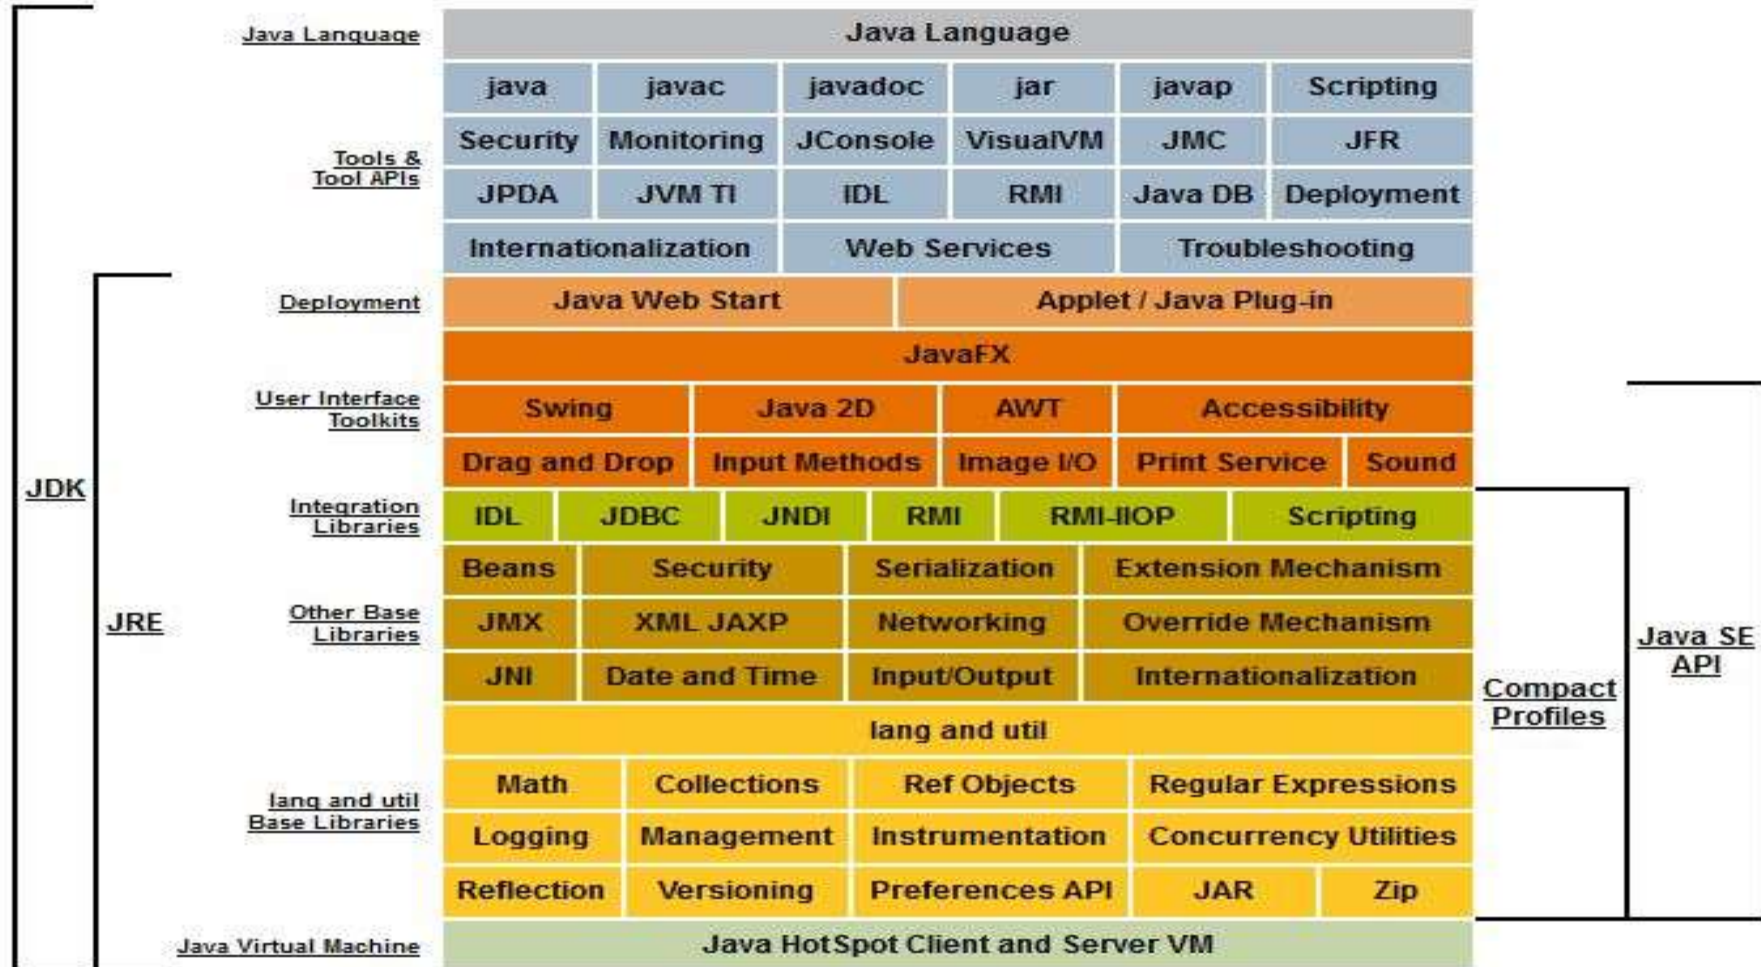 Java Language
Java Language
java javac javadoc jar javap Scripting
Security Monitoring JConsole VisualVM JMC JFR
Tools &
Tool APIs
JPDA JVM TI IDL RMI Java DB Deployment
Internationalization Web Services Troubleshooting
Deployment
Java Web Start Applet / Java Plug-in
JavaFX
User Interface
Toolkits
Swing Java 2D AWT Accessibility
Drag and Drop Input Methods Image I/O Print Service Sound
JDK
Integration
Libraries
IDL JDBC JNDI RMI RMI-IIOP Scripting
Beans Security Serialization Extension Mechanism
JRE
Other Base
Libraries
JMX XML JAXP Networking Override Mechanism
Java SE
API
JNI Date and Time Input/Output Internationalization
Compact
Profiles
lang and util
Math Collections Ref Objects Regular Expressions
lang and util
Base Libraries
Logging Management Instrumentation Concurrency Utilities
Reflection Versioning Preferences API JAR Zip
Java Virtual Machine
Java HotSpot Client and Server VM